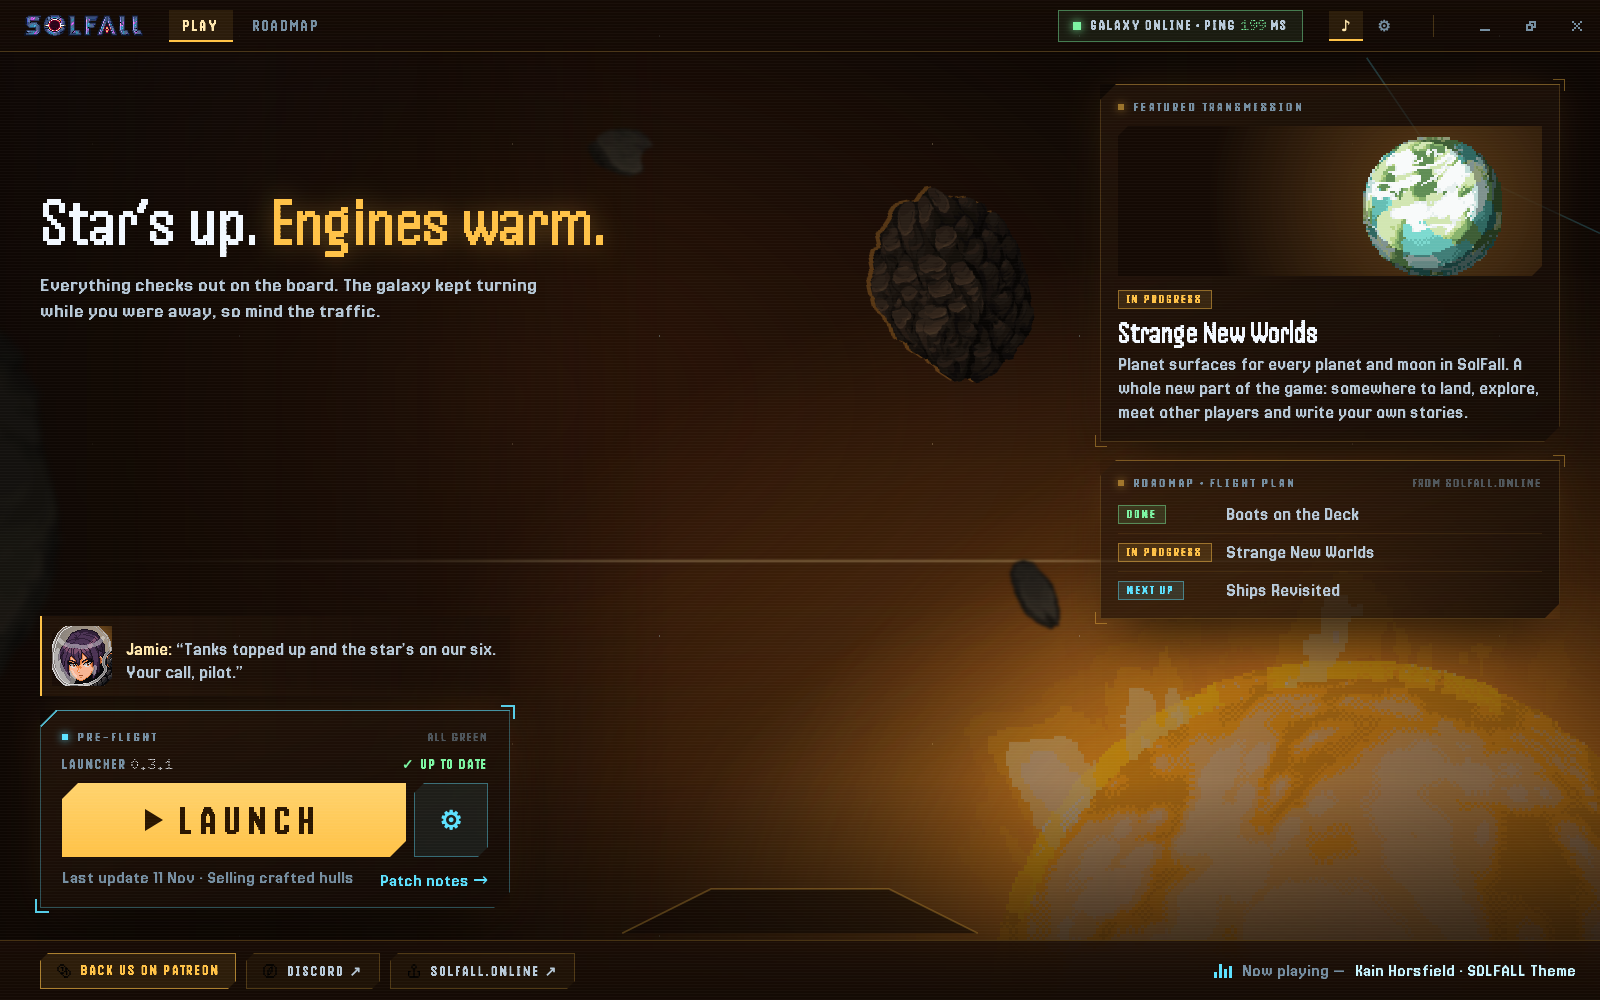 SOLFALL
PLAY
ROADMAP
GALAXY ONLINE · PING 199 MS
Star's up. Engines warm.
Everything checks out on the board. The galaxy kept turning
while you were away, so mind the traffic.
FEATURED TRANSMISSION
IN PROGRESS
Strange New Worlds
Planet surfaces for every planet and moon in SolFall. A
whole new part of the game: somewhere to land, explore,
meet other players and write your own stories.
ROADMAP · FLIGHT PLAN
FROM SOLFALL.ONLINE
DONE
Boots on the Deck
IN PROGRESS
Strange New Worlds
NEXT UP
Ships Revisited
Jamie: “Tanks topped up and the star's on our six.
Your call, pilot.”
PRE-FLIGHT
ALL GREEN
LAUNCHER 0.3.1
✓ UP TO DATE
▶ LAUNCH
Last update 11 Nov · Selling crafted hulls
Patch notes →
BACK US ON PATREON
DISCORD ↗
SOLFALL.ONLINE ↗
Now playing — Kain Horsfield · SOLFALL Theme